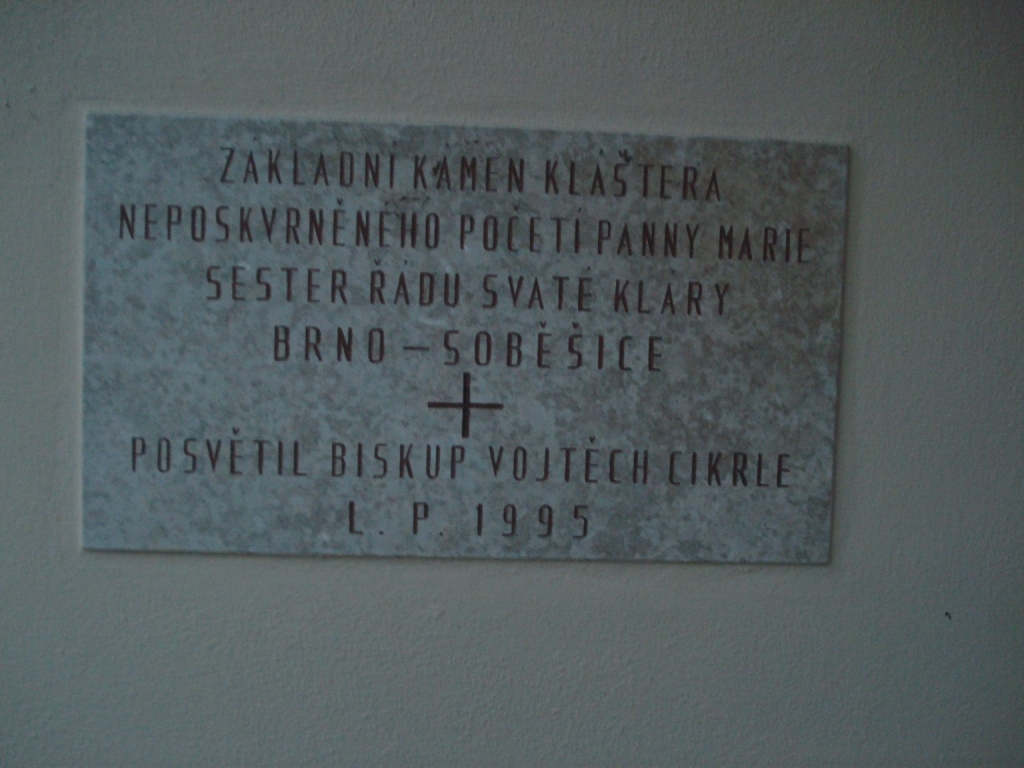 ZÁKLADNÍ KÁMEN KLÁŠTERA
NEPOSKVRNĚNÉHO POČETÍ PANNY MARIE
SESTER ŘÁDU SVATÉ KLÁRY
BRNO – SOBĚŠICE
POSVĚTIL BISKUP VOJTĚCH CIKRLE
L. P. 1995